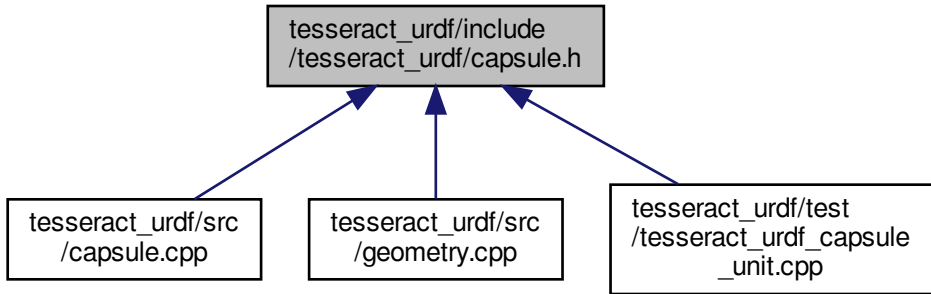 tesseract_urdf/include
/tesseract_urdf/capsule.h
tesseract_urdf/src
/capsule.cpp
tesseract_urdf/src
/geometry.cpp
tesseract_urdf/test
/tesseract_urdf_capsule
_unit.cpp